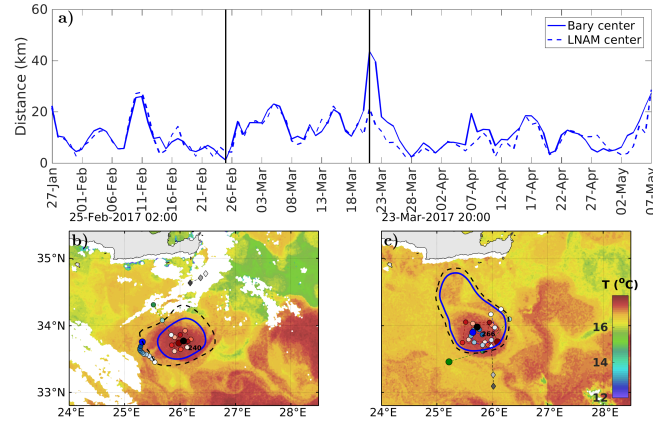 60
40
20
0
Distance (km)
a)
Bary center
LNAM center
27-Jan
01-Feb
06-Feb
11-Feb
16-Feb
21-Feb
26-Feb
03-Mar
08-Mar
13-Mar
18-Mar
23-Mar
28-Mar
02-Apr
07-Apr
12-Apr
17-Apr
22-Apr
27-Apr
02-May
07-May
25-Feb-2017 02:00
23-Mar-2017 20:00
b)
c)
35°N
34°N
33°N
24°E
25°E
26°E
27°E
28°E
240
266
24°E
25°E
26°E
27°E
28°E
T (°C)
16
14
12